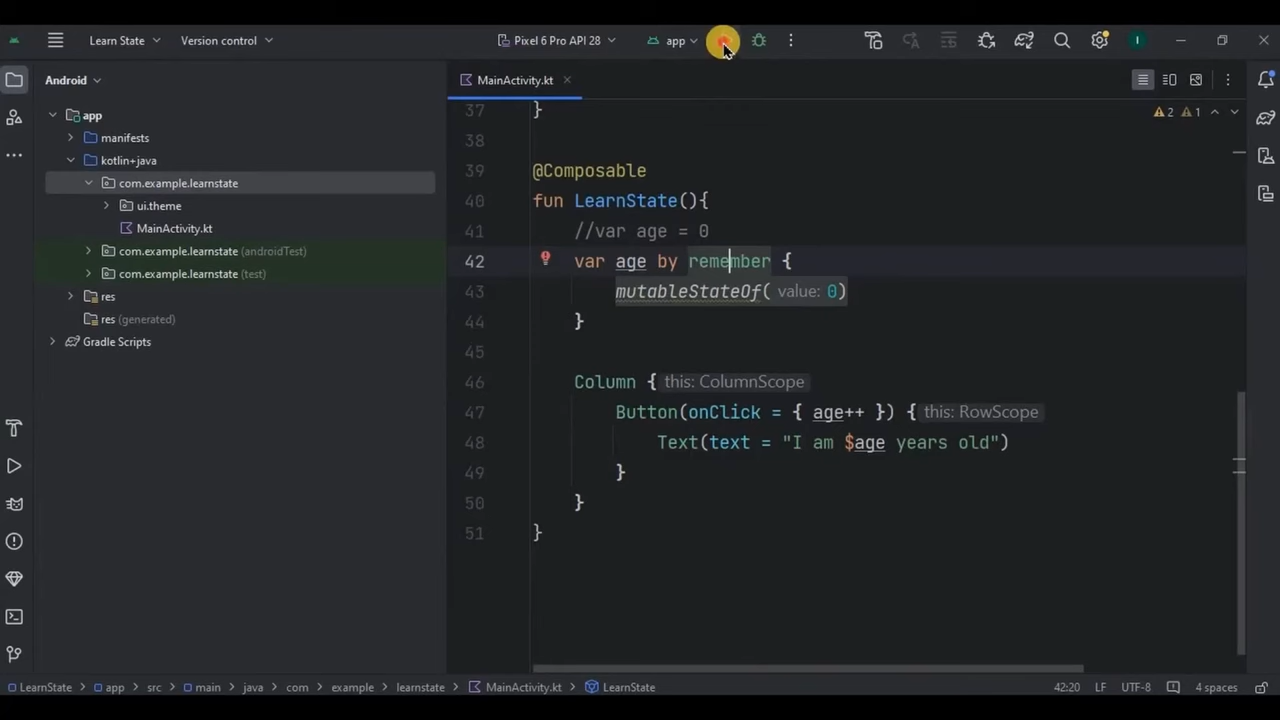 Learn State
Version control
Pixel 6 Pro API 28
app
I
Android
MainActivity.kt
app
manifests
kotlin+java
com.example.learnstate
ui.theme
MainActivity.kt
com.example.learnstate (androidTest)
com.example.learnstate (test)
res
res (generated)
Gradle Scripts
2 1
37 }
38
39 @Composable
40 fun LearnState(){
41 //var age = 0
42 var age by remember {
43 mutableStateOf( value: 0)
44 }
45
46 Column { this: ColumnScope
47 Button(onClick = { age++ }) { this: RowScope
48 Text(text = "I am $age years old")
49 }
50 }
51 }
LearnState > app > src > main > java > com > example > learnstate > MainActivity.kt > LearnState
42:20 LF UTF-8 4 spaces